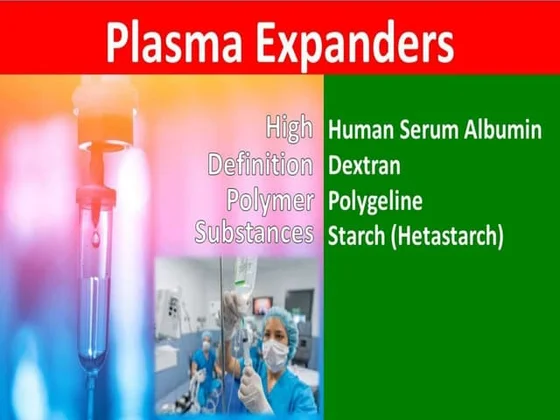 Plasma Expanders
High Human Serum Albumin
Definition Dextran
Polymer Polygeline
Substances Starch (Hetastarch)